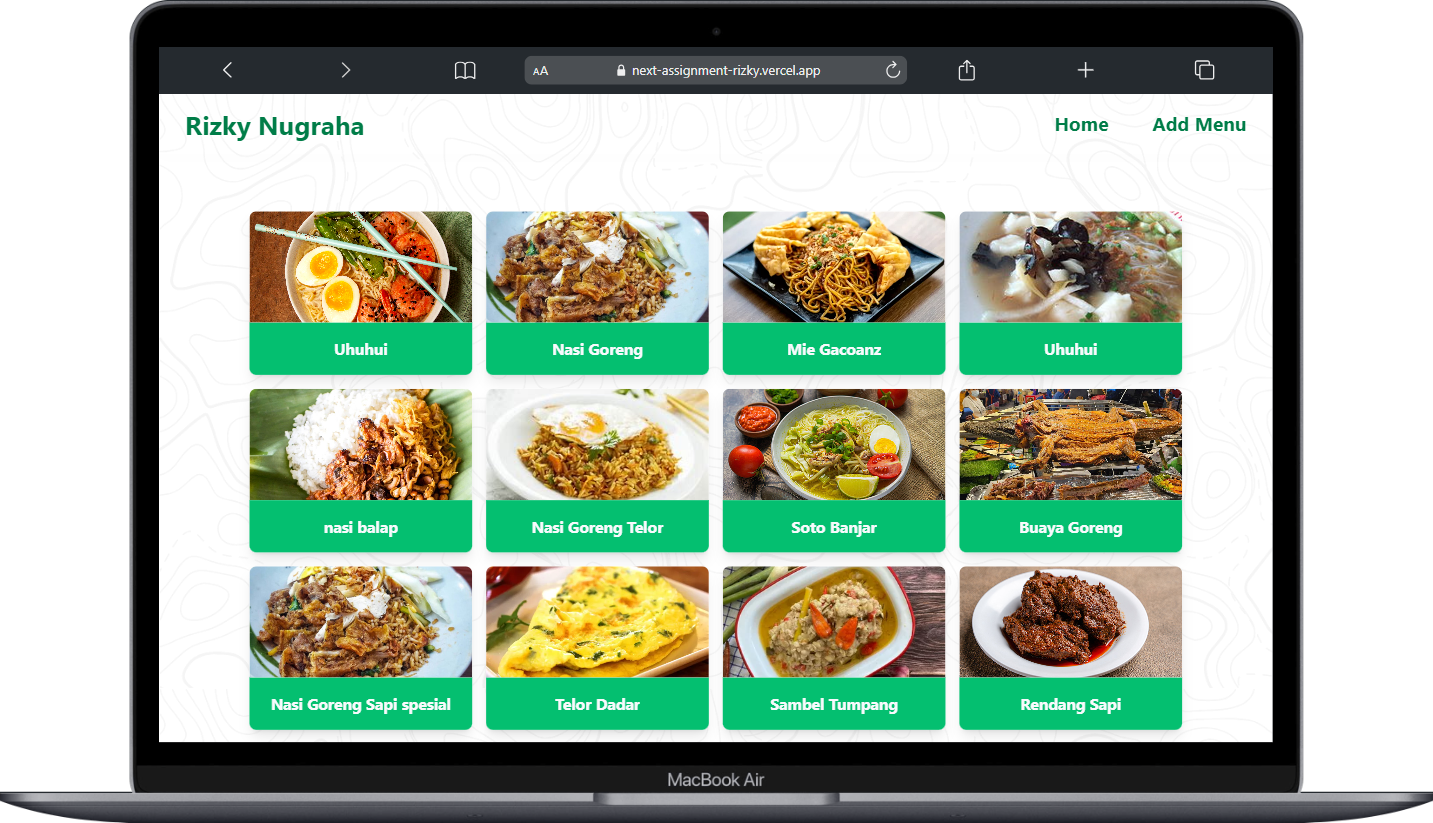 AA next-assignment-rizky.vercel.app
Rizky Nugraha Home Add Menu
Uhuhui Nasi Goreng Mie Gacoanz Uhuhui
nasi balap Nasi Goreng Telor Soto Banjar Buaya Goreng
Nasi Goreng Sapi spesial Telor Dadar Sambel Tumpang Rendang Sapi
MacBook Air